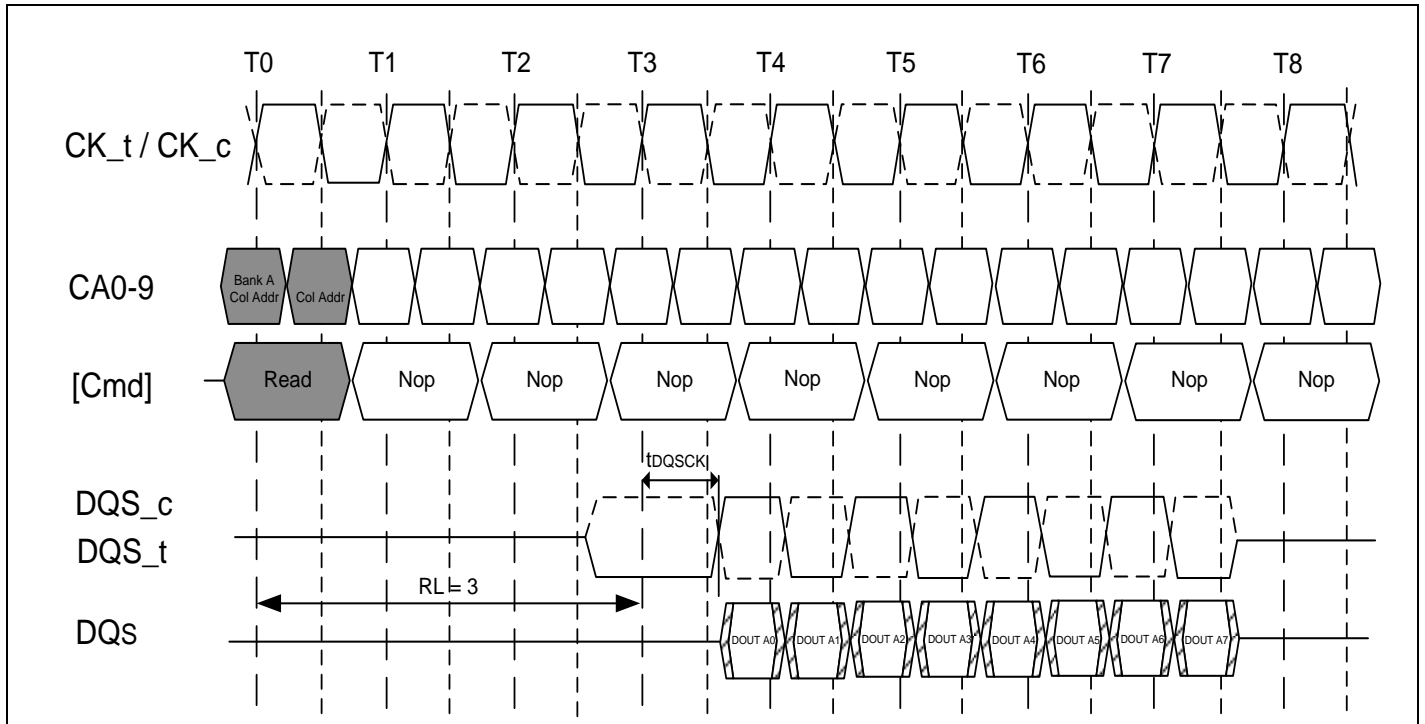 T0 T1 T2 T3 T4 T5 T6 T7 T8
CK_t / CK_c
CA0-9
Bank A
Col Addr
Col Addr
[Cmd]
Read Nop Nop Nop Nop Nop Nop Nop Nop
tDQSCK
DQS_c
DQS_t
RL = 3
DQs
DOUT A0 DOUT A1 DOUT A2 DOUT A3 DOUT A4 DOUT A5 DOUT A6 DOUT A7